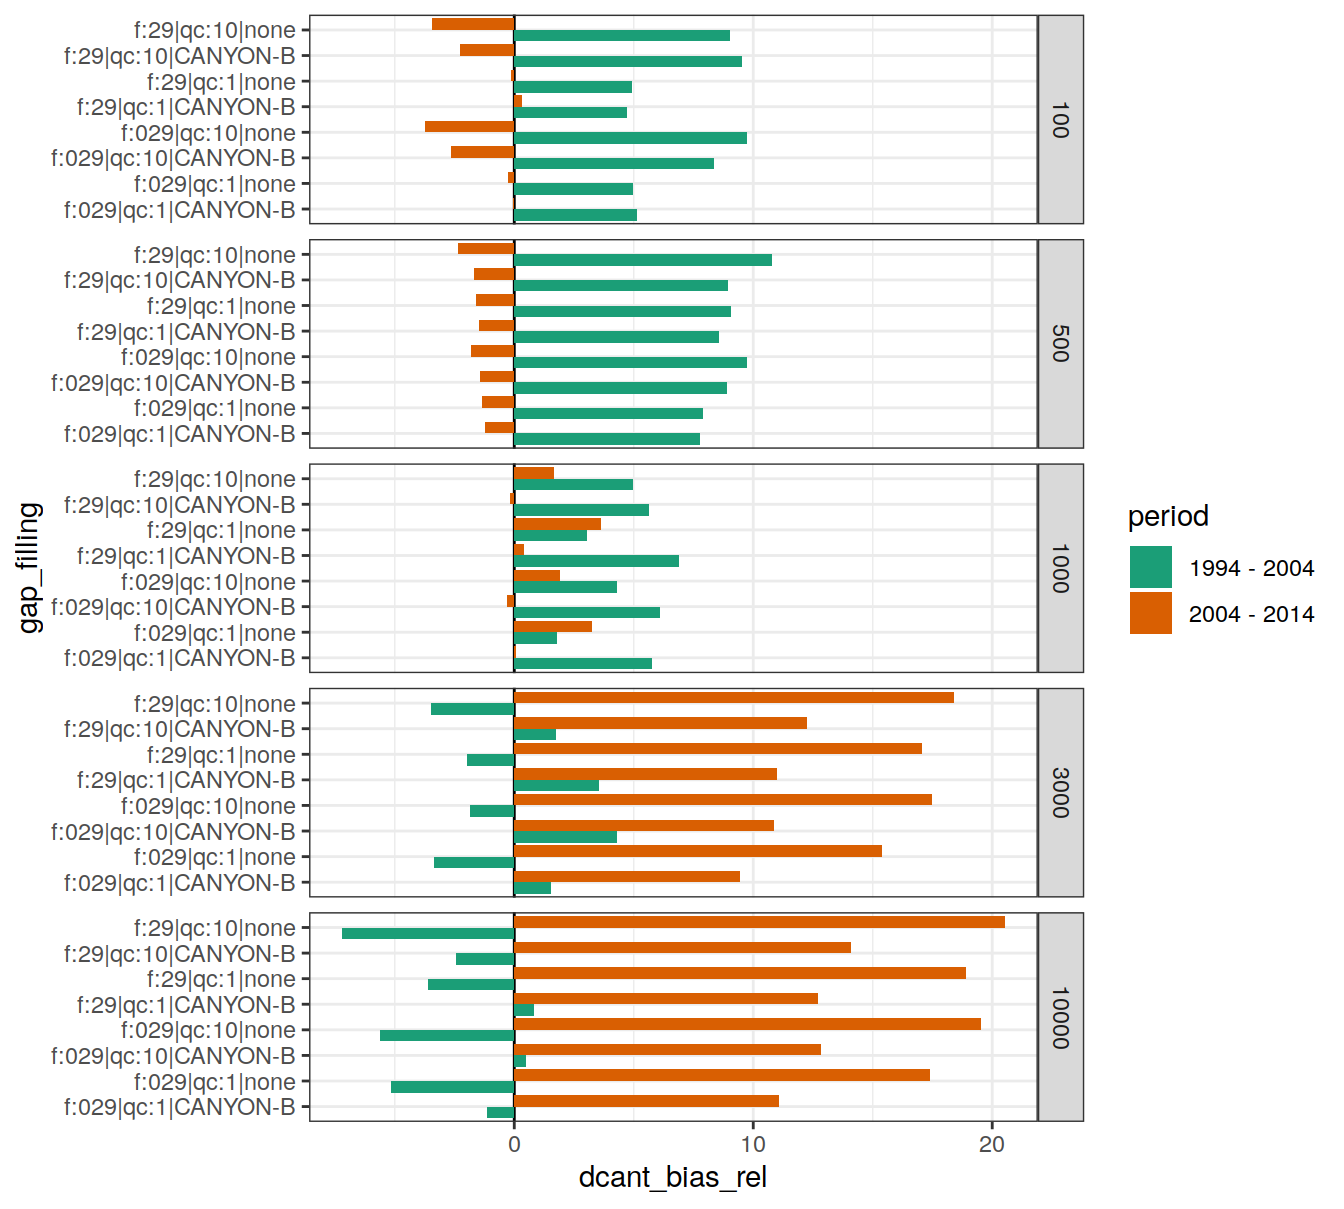 f:29|qc:10|none
f:29|qc:10|CANYON-B
f:29|qc:1|none
f:29|qc:1|CANYON-B
f:029|qc:10|none
f:029|qc:10|CANYON-B
f:029|qc:1|none
f:029|qc:1|CANYON-B
100
f:29|qc:10|none
f:29|qc:10|CANYON-B
f:29|qc:1|none
f:29|qc:1|CANYON-B
f:029|qc:10|none
f:029|qc:10|CANYON-B
f:029|qc:1|none
f:029|qc:1|CANYON-B
500
f:29|qc:10|none
f:29|qc:10|CANYON-B
f:29|qc:1|none
f:29|qc:1|CANYON-B
f:029|qc:10|none
f:029|qc:10|CANYON-B
f:029|qc:1|none
f:029|qc:1|CANYON-B
1000
f:29|qc:10|none
f:29|qc:10|CANYON-B
f:29|qc:1|none
f:29|qc:1|CANYON-B
f:029|qc:10|none
f:029|qc:10|CANYON-B
f:029|qc:1|none
f:029|qc:1|CANYON-B
3000
f:29|qc:10|none
f:29|qc:10|CANYON-B
f:29|qc:1|none
f:29|qc:1|CANYON-B
f:029|qc:10|none
f:029|qc:10|CANYON-B
f:029|qc:1|none
f:029|qc:1|CANYON-B
10000
0 10 20
dcant_bias_rel
gap_filling
period
1994 - 2004
2004 - 2014